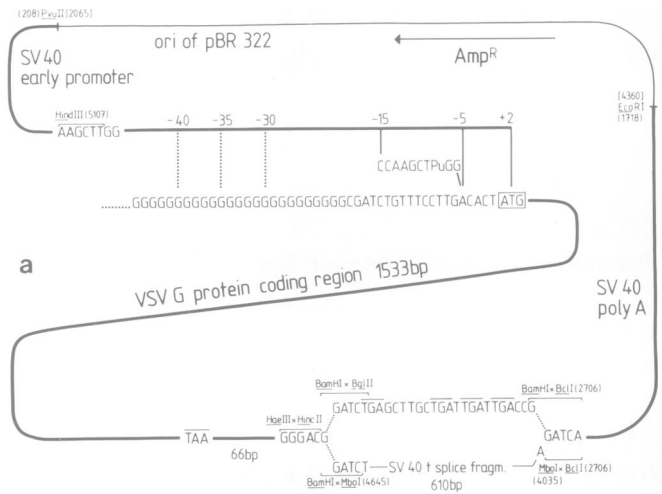 (208)PvuII[2065]
ori of pBR 322
AmpR
SV 40
early promoter
[4360]
EcoRI
(1718)
HindIII(5107)
AAGCTTGG
-40
-35
-30
-15
-5
+2
CCAAGCTPuGG
GGGGGGGGGGGGGGGGGGGGGGGGGGCGATCTGTTTCCTTGACACT ATG
a
VSV G protein coding region 1533bp
SV 40
poly A
BamHI×BglII
BamHI×BclI(2706)
GATCTGAGCTTGCTGATTGATTGACCG
HaeIII×HincII
TAA
66bp
GGGACG
GATCA
A
GATCT
SV 40 t splice fragm.
610bp
BamHI×MboI(4645)
MboI×BclI(2706)
(4035)